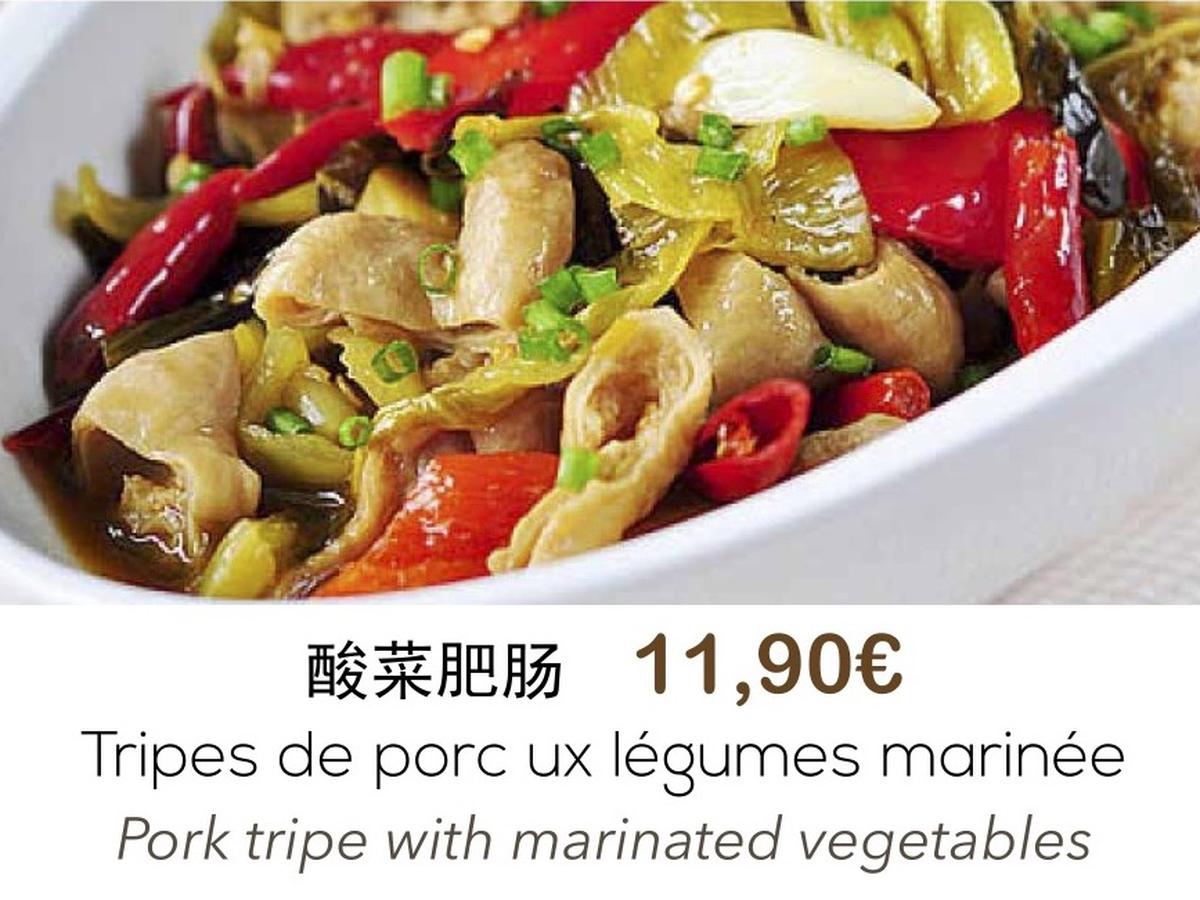 酸菜肥肠 11,90€
Tripes de porc ux légumes marinée
Pork tripe with marinated vegetables